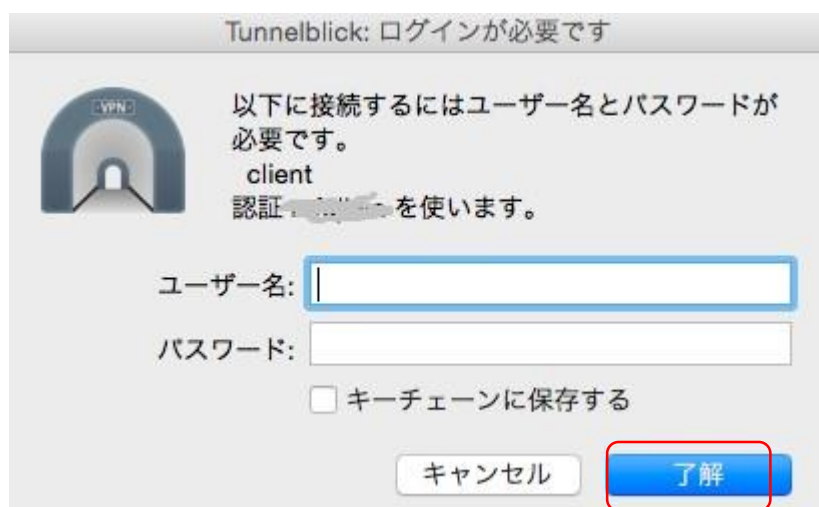 Tunnelblick: ログインが必要です
VPN
以下に接続するにはユーザー名とパスワードが
必要です。
client
認証 を使います。
ユーザー名:
パスワード:
キーチェーンに保存する
キャンセル
了解